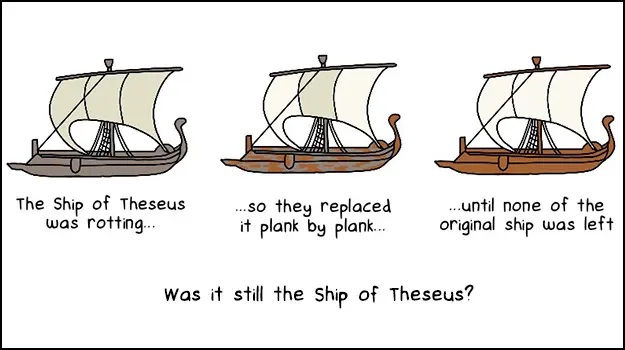 The Ship of Theseus
was rotting...
...so they replaced
it plank by plank...
...until none of the
original ship was left
Was it still the Ship of Theseus?